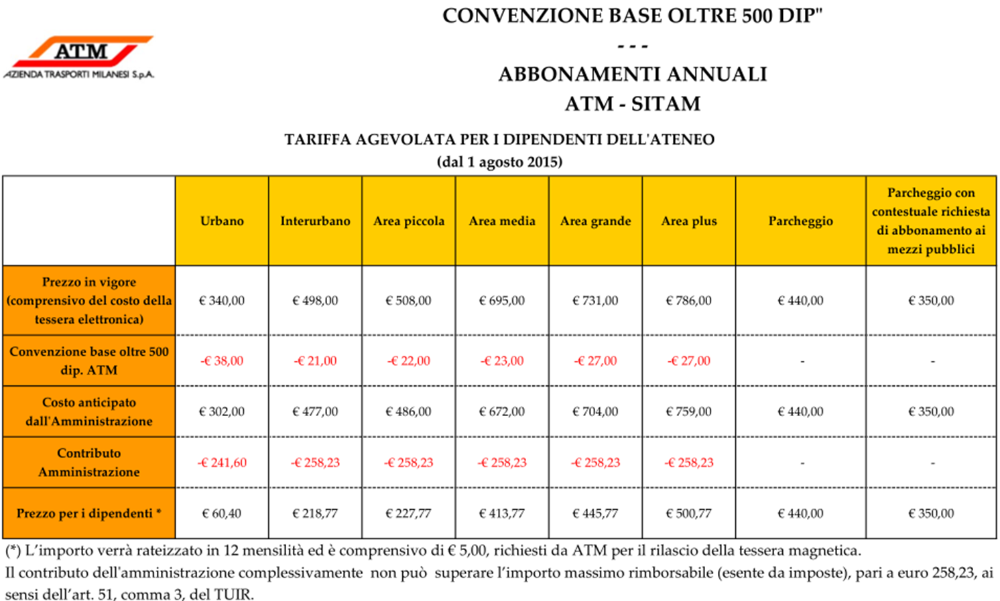 CONVENZIONE BASE OLTRE 500 DIP"
- - -
ATM
AZIENDA TRASPORTI MILANESI S.p.A.
ABBONAMENTI ANNUALI
ATM - SITAM
TARIFFA AGEVOLATA PER I DIPENDENTI DELL'ATENEO
(dal 1 agosto 2015)
Urbano Interurbano Area piccola Area media Area grande Area plus Parcheggio Parcheggio con
contestuale richiesta
di abbonamento ai
mezzi pubblici
Prezzo in vigore
(comprensivo del costo della
tessera elettronica)
€ 340,00 € 498,00 € 508,00 € 695,00 € 731,00 € 786,00 € 440,00 € 350,00
Convenzione base oltre 500
dip. ATM
-€ 38,00 -€ 21,00 -€ 22,00 -€ 23,00 -€ 27,00 -€ 27,00 - -
Costo anticipato
dall'Amministrazione
€ 302,00 € 477,00 € 486,00 € 672,00 € 704,00 € 759,00 € 440,00 € 350,00
Contributo
Amministrazione
-€ 241,60 -€ 258,23 -€ 258,23 -€ 258,23 -€ 258,23 -€ 258,23 - -
Prezzo per i dipendenti * € 60,40 € 218,77 € 227,77 € 413,77 € 445,77 € 500,77 € 440,00 € 350,00
(*) L’importo verrà rateizzato in 12 mensilità ed è comprensivo di € 5,00, richiesti da ATM per il rilascio della tessera magnetica.
Il contributo dell'amministrazione complessivamente non può superare l’importo massimo rimborsabile (esente da imposte), pari a euro 258,23, ai
sensi dell’art. 51, comma 3, del TUIR.